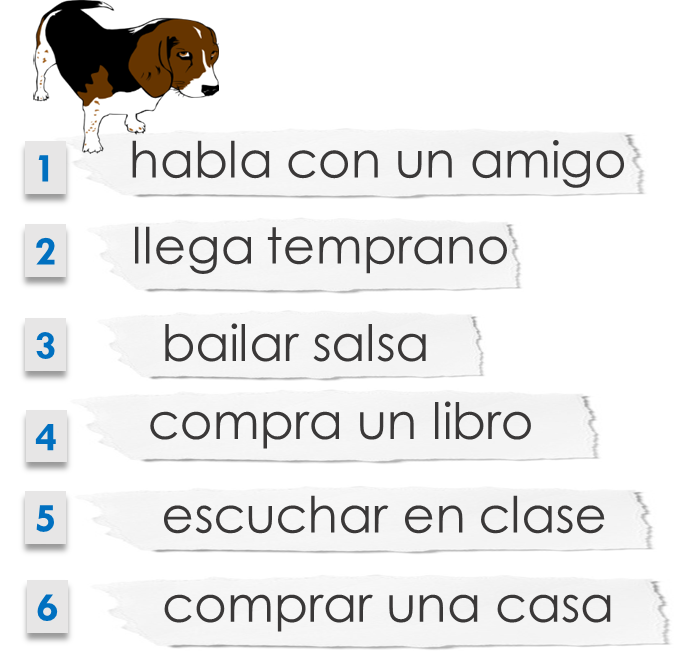 1 habla con un amigo
2 llega temprano
3 bailar salsa
4 compra un libro
5 escuchar en clase
6 comprar una casa